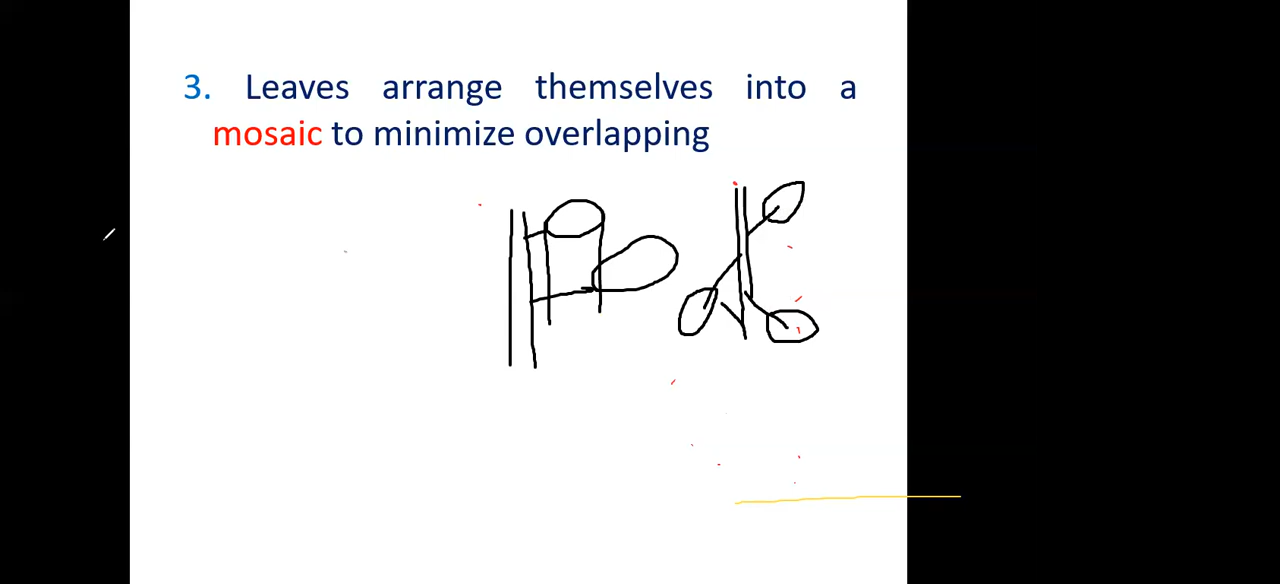 3. Leaves arrange themselves into a
mosaic to minimize overlapping